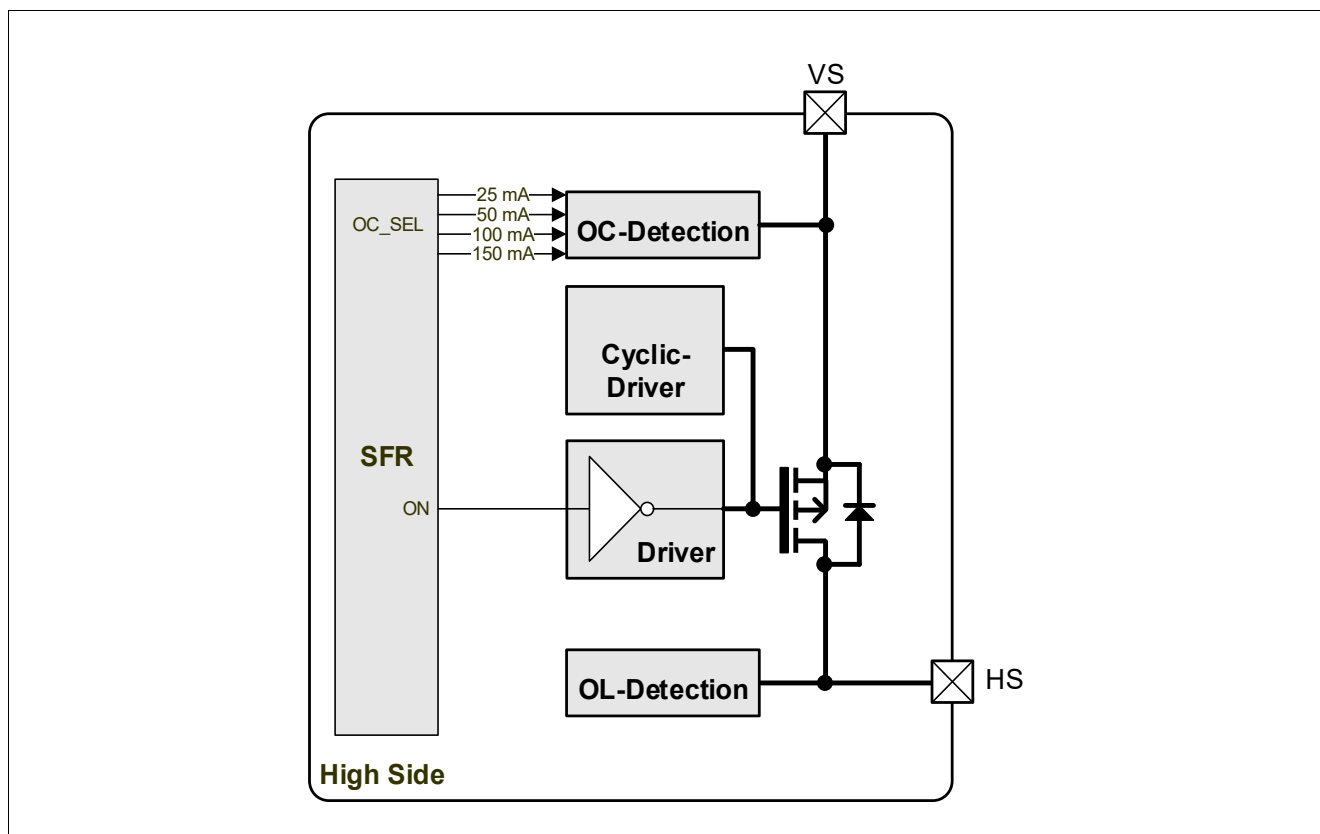 VS
25 mA
50 mA
OC_SEL
100 mA
150 mA
OC-Detection
Cyclic-
Driver
SFR
ON
Driver
OL-Detection
HS
High Side